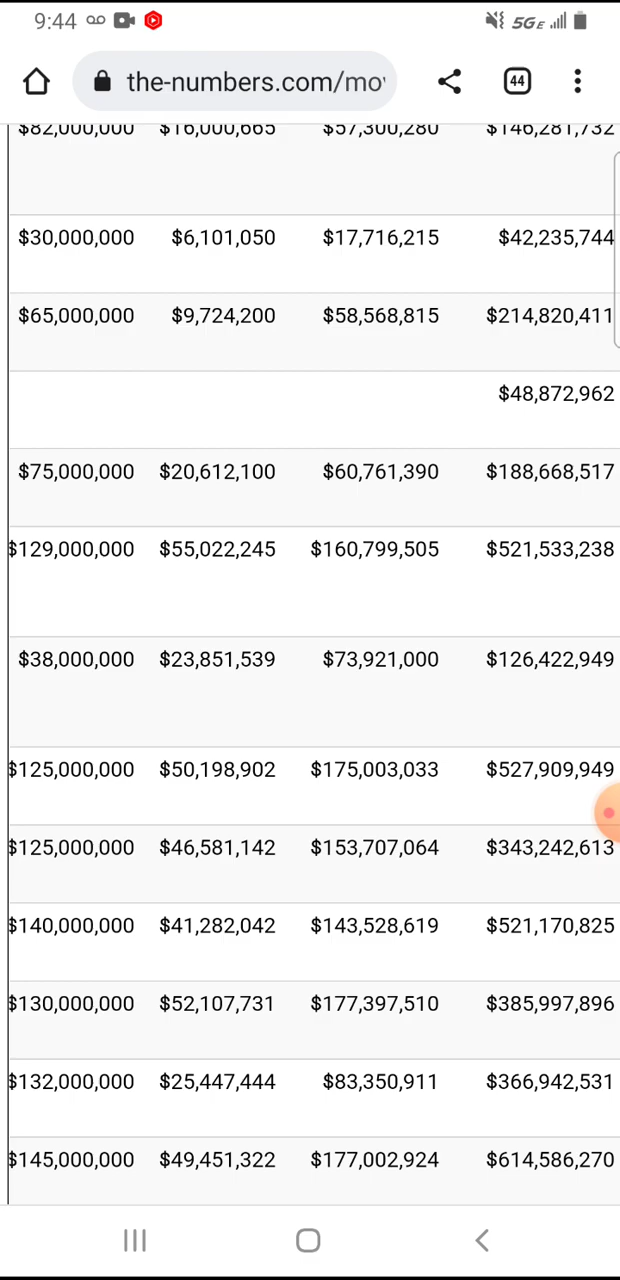 9:44 5GE
the-numbers.com/mo
44
$82,000,000 $16,000,665 $57,300,280 $146,281,732
$30,000,000 $6,101,050 $17,716,215 $42,235,744
$65,000,000 $9,724,200 $58,568,815 $214,820,411
$48,872,962
$75,000,000 $20,612,100 $60,761,390 $188,668,517
$129,000,000 $55,022,245 $160,799,505 $521,533,238
$38,000,000 $23,851,539 $73,921,000 $126,422,949
$125,000,000 $50,198,902 $175,003,033 $527,909,949
$125,000,000 $46,581,142 $153,707,064 $343,242,613
$140,000,000 $41,282,042 $143,528,619 $521,170,825
$130,000,000 $52,107,731 $177,397,510 $385,997,896
$132,000,000 $25,447,444 $83,350,911 $366,942,531
$145,000,000 $49,451,322 $177,002,924 $614,586,270